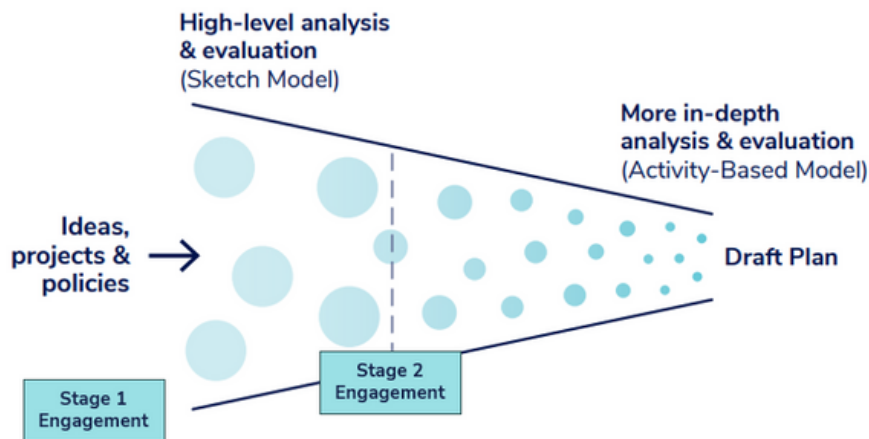 High-level analysis
& evaluation
(Sketch Model)
More in-depth
analysis & evaluation
(Activity-Based Model)
Ideas,
projects &
policies
Draft Plan
Stage 1
Engagement
Stage 2
Engagement